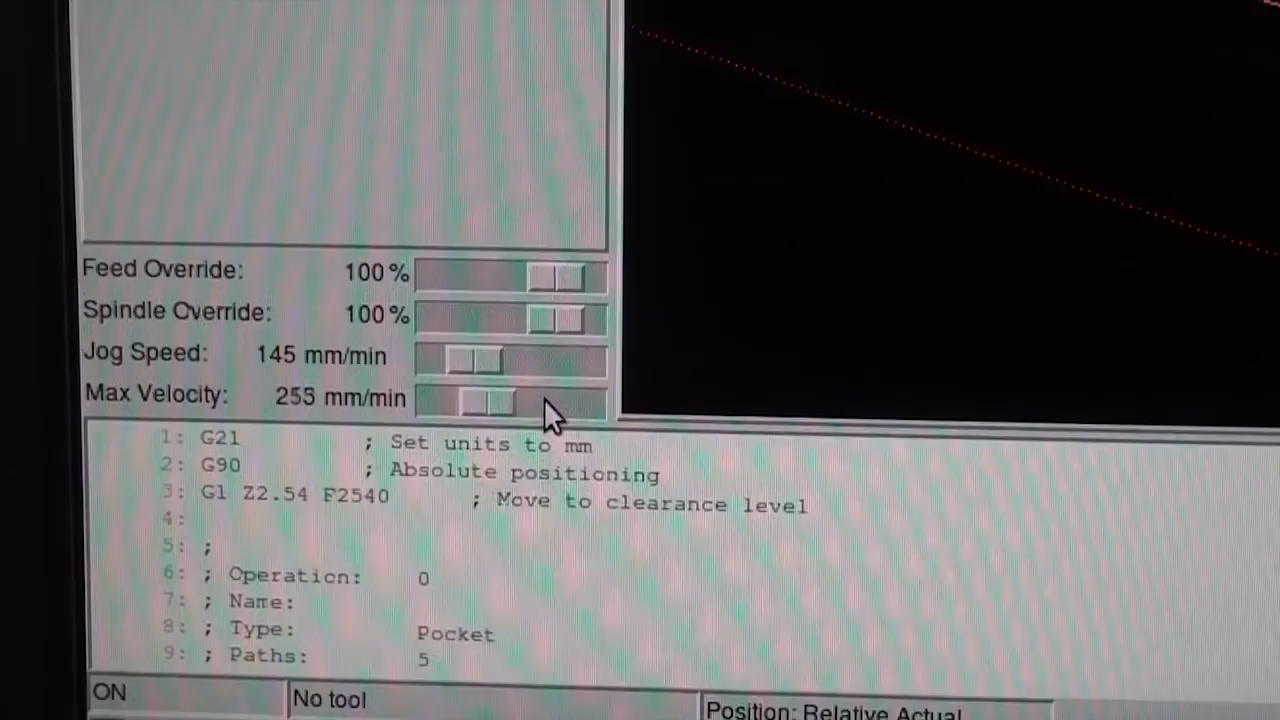 Feed Override: 100 %
Spindle Override: 100 %
Jog Speed: 145 mm/min
Max Velocity: 255 mm/min
1: G21 ; Set units to mm
2: G90 ; Absolute positioning
3: G1 Z2.54 F2540 ; Move to clearance level
4:
5: ;
6: ; Operation: 0
7: ; Name:
8: ; Type: Pocket
9: ; Paths: 5
ON No tool Position: Relative Actual